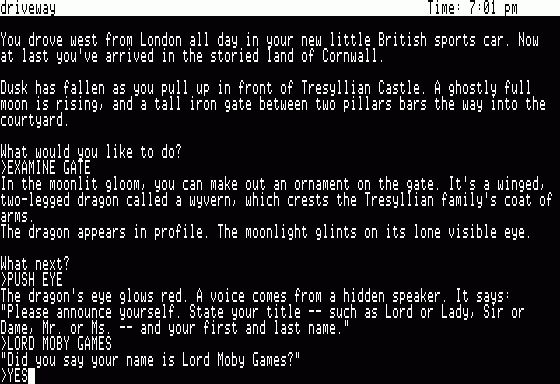 driveway Time: 7:01 pm
You drove west from London all day in your new little British sports car. Now
at last you've arrived in the storied land of Cornwall.
Dusk has fallen as you pull up in front of Tresyllian Castle. A ghostly full
moon is rising, and a tall iron gate between two pillars bars the way into the
courtyard.
What would you like to do?
>EXAMINE GATE
In the moonlit gloom, you can make out an ornament on the gate. It's a winged,
two-legged dragon called a wyvern, which crests the Tresyllian family's coat of
arms.
The dragon appears in profile. The moonlight glints on its lone visible eye.
What next?
>PUSH EYE
The dragon's eye glows red. A voice comes from a hidden speaker. It says:
"Please announce yourself. State your title -- such as Lord or Lady, Sir or
Dame, Mr. or Ms. -- and your first and last name."
>LORD MOBY GAMES
"Did you say your name is Lord Moby Games?"
>YES